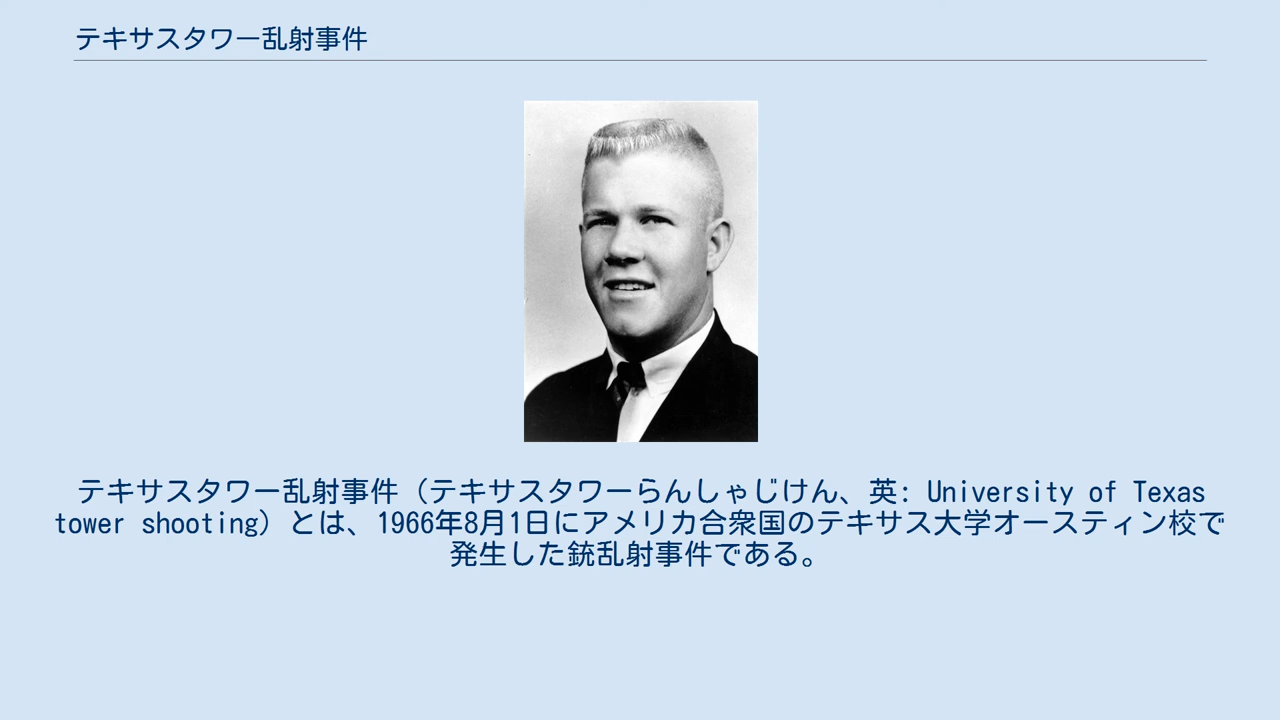 テキサスタワー乱射事件
テキサスタワー乱射事件（テキサスタワーらんしゃじけん、英: University of Texas
tower shooting）とは、1966年8月1日にアメリカ合衆国のテキサス大学オースティン校で
発生した銃乱射事件である。